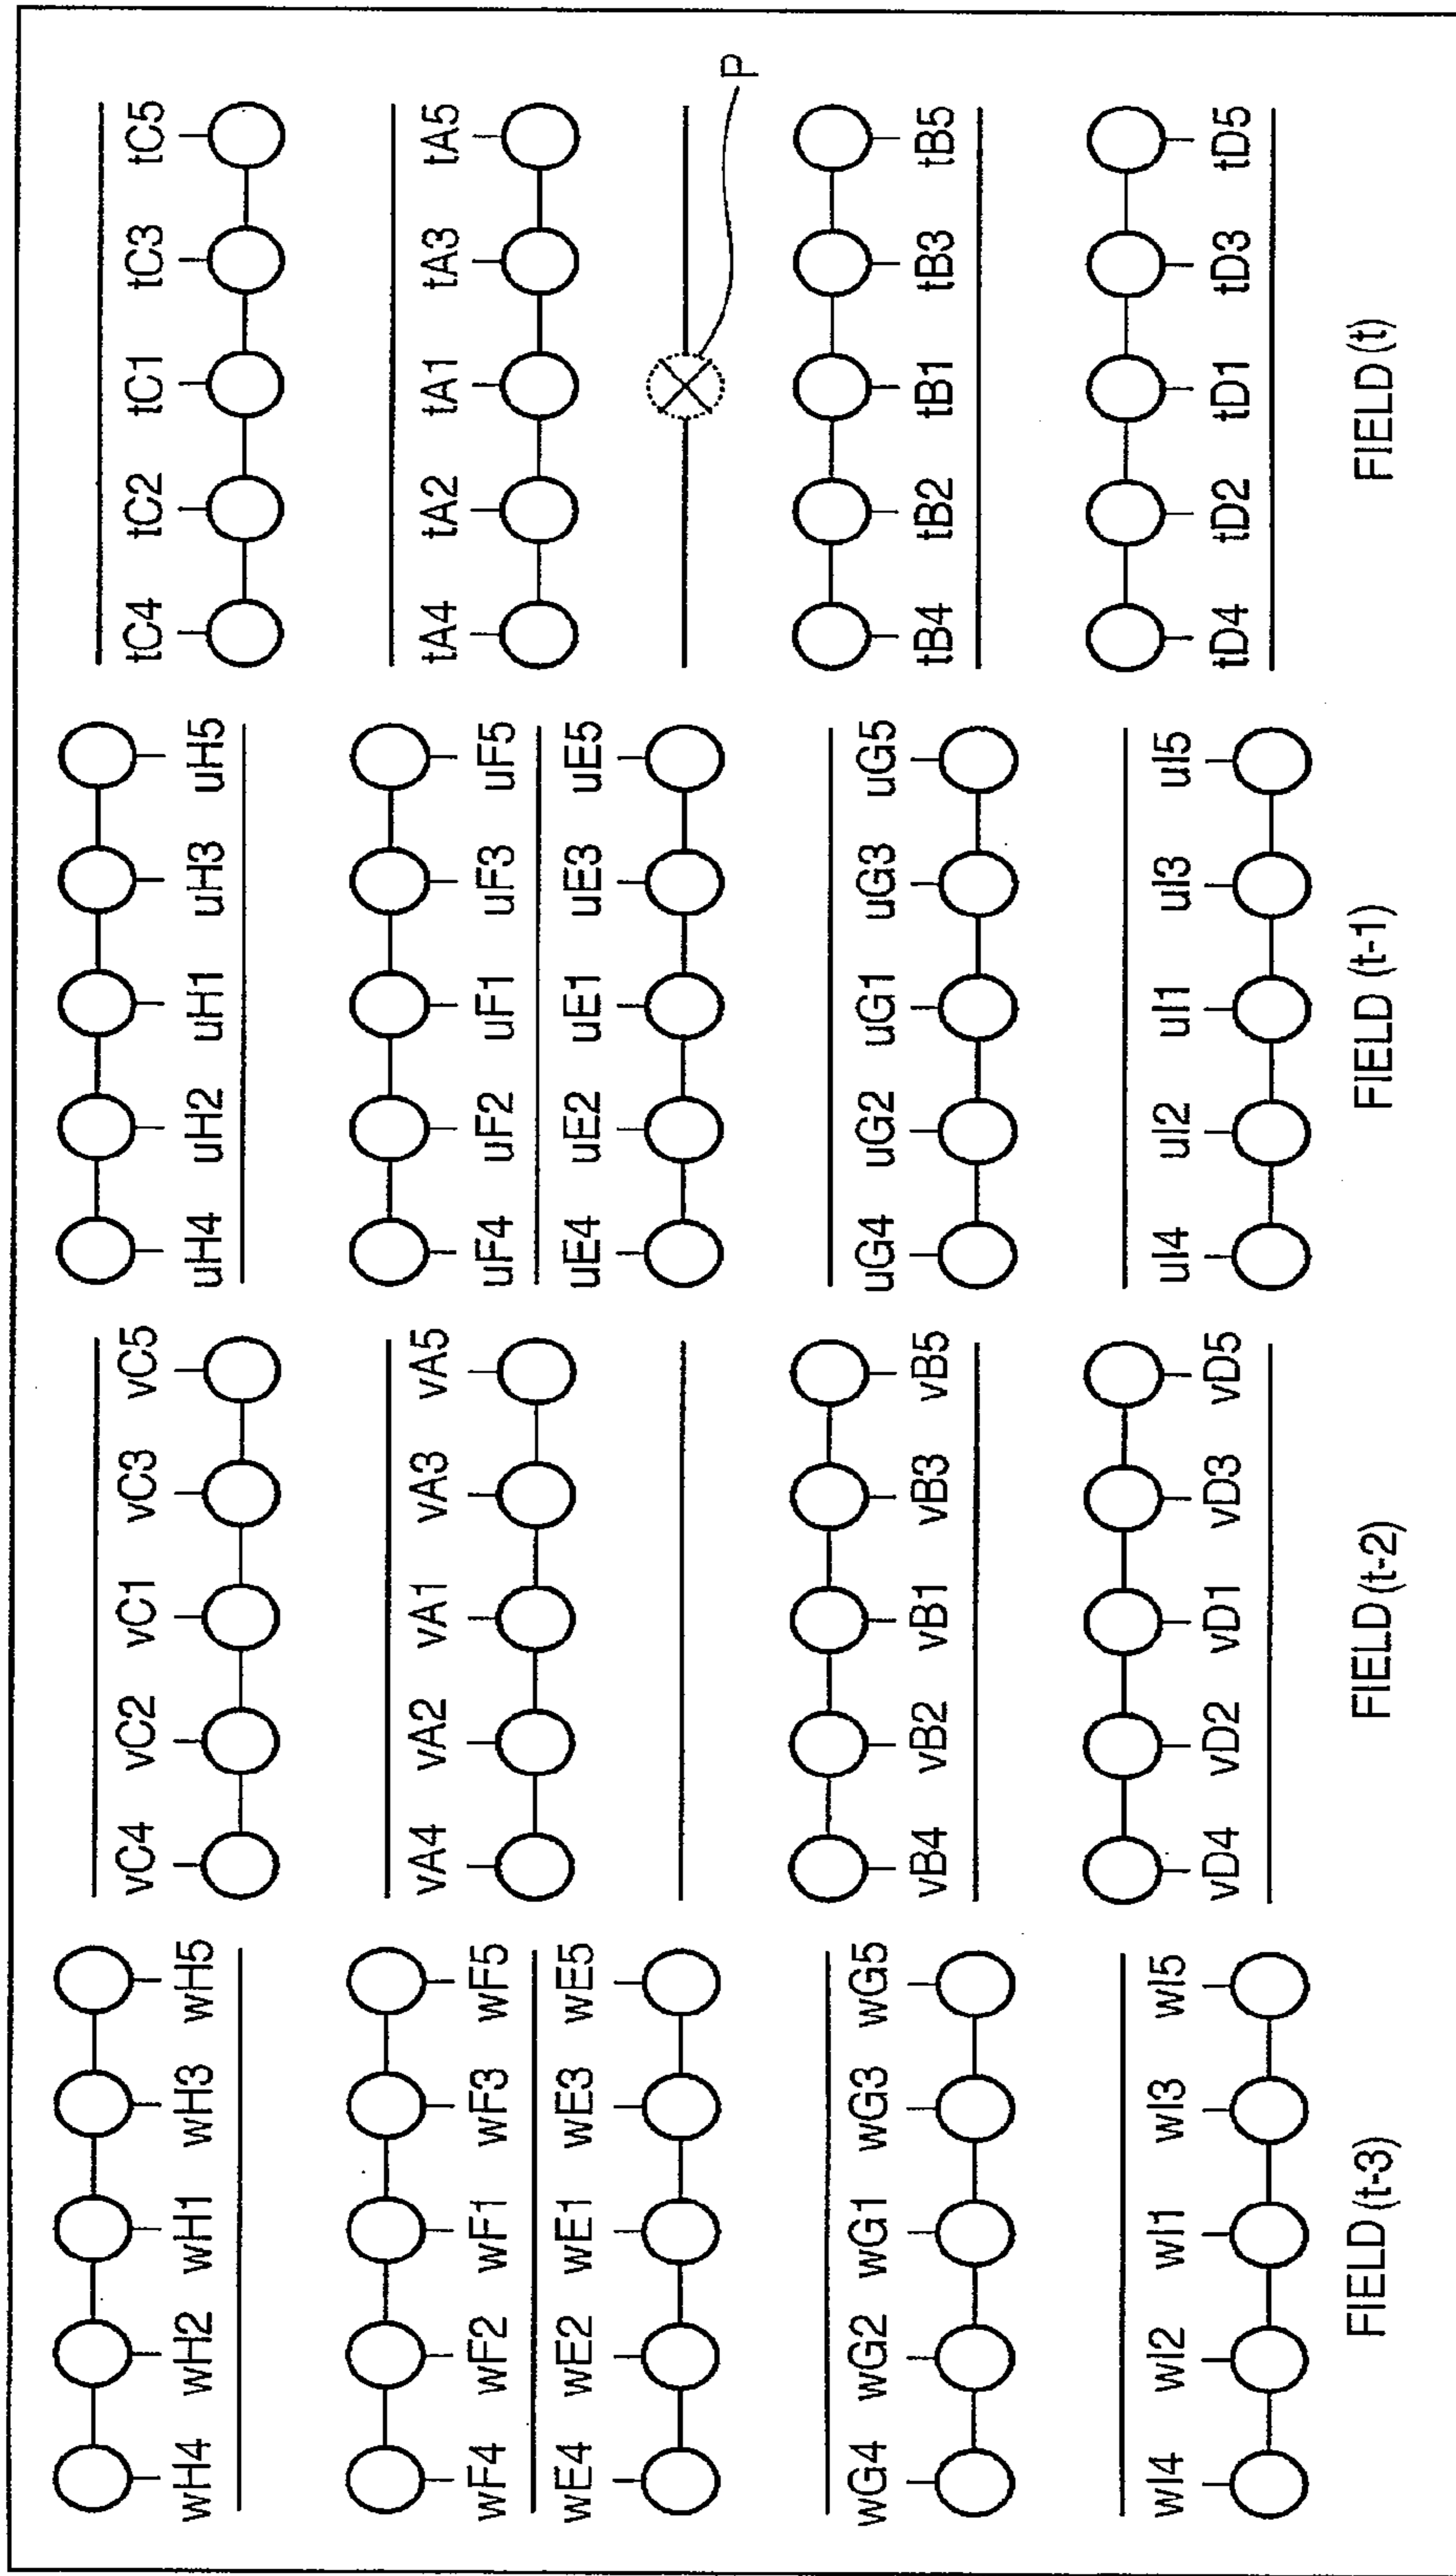 wH4 wH2 wH1 wH3 wH5
wF4 wF2 wF1 wF3 wF5
wE4 wE2 wE1 wE3 wE5
wG4 wG2 wG1 wG3 wG5
wI4 wI2 wI1 wI3 wI5
FIELD (t-3)
vC4 vC2 vC1 vC3 vC5
vA4 vA2 vA1 vA3 vA5
vB4 vB2 vB1 vB3 vB5
vD4 vD2 vD1 vD3 vD5
FIELD (t-2)
uH4 uH2 uH1 uH3 uH5
uF4 uF2 uF1 uF3 uF5
uE4 uE2 uE1 uE3 uE5
uG4 uG2 uG1 uG3 uG5
uI4 uI2 uI1 uI3 uI5
FIELD (t-1)
tC4 tC2 tC1 tC3 tC5
tA4 tA2 tA1 tA3 tA5
P
tB4 tB2 tB1 tB3 tB5
tD4 tD2 tD1 tD3 tD5
FIELD (t)